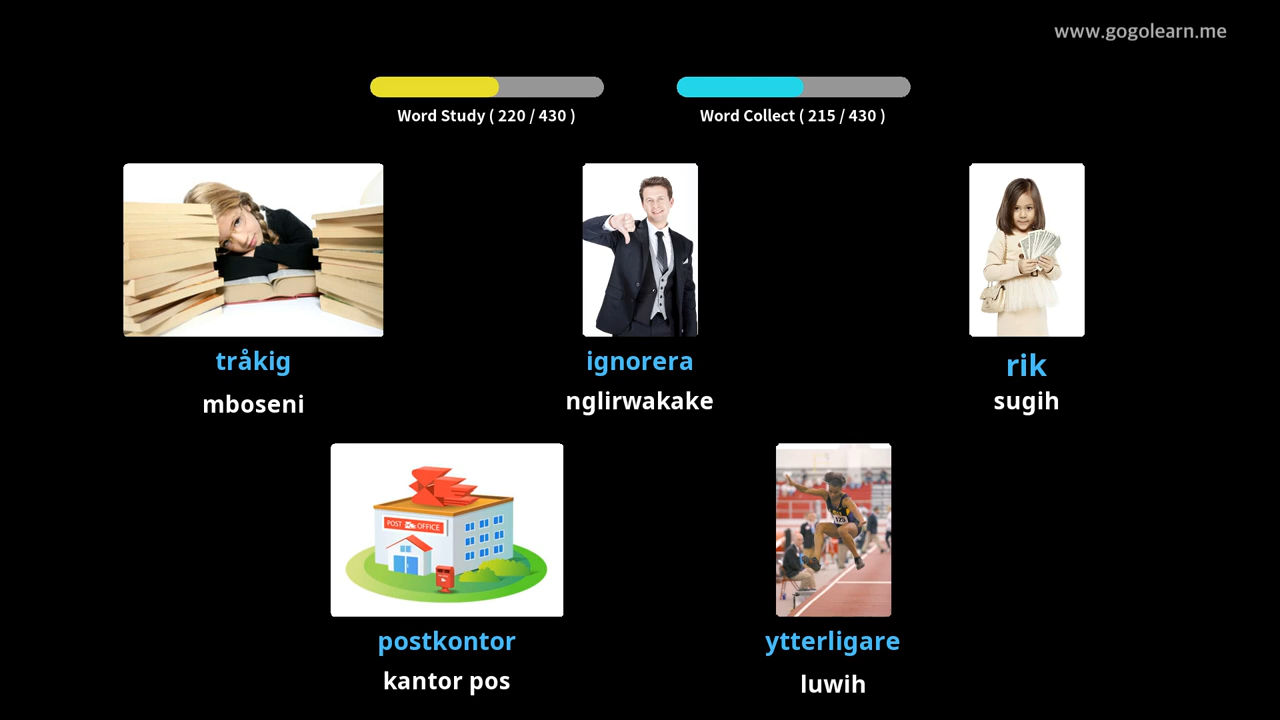 www.gogolearn.me
Word Study ( 220 / 430 )
Word Collect ( 215 / 430 )
tråkig
mboseni
ignorera
nglirwakake
rik
sugih
POST OFFICE
postkontor
kantor pos
ytterligare
luwih